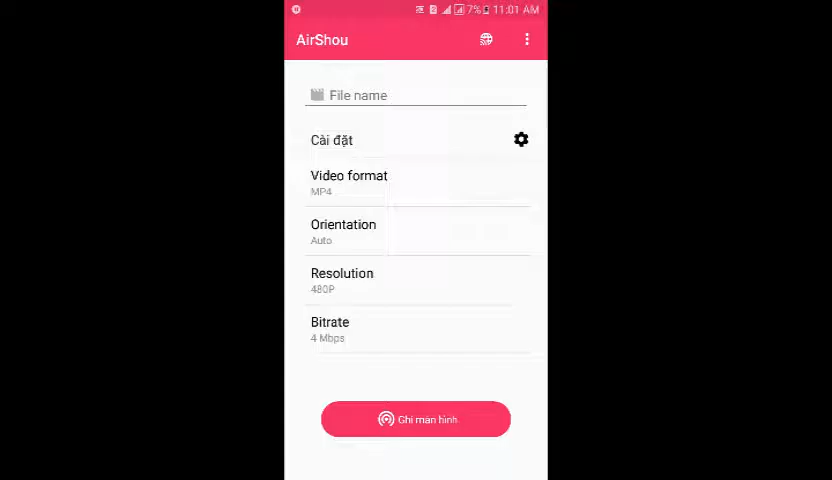 7% 11:01 AM
AirShou
File name
Cài đặt
Video format
MP4
Orientation
Auto
Resolution
480P
Bitrate
4 Mbps
Ghi màn hình